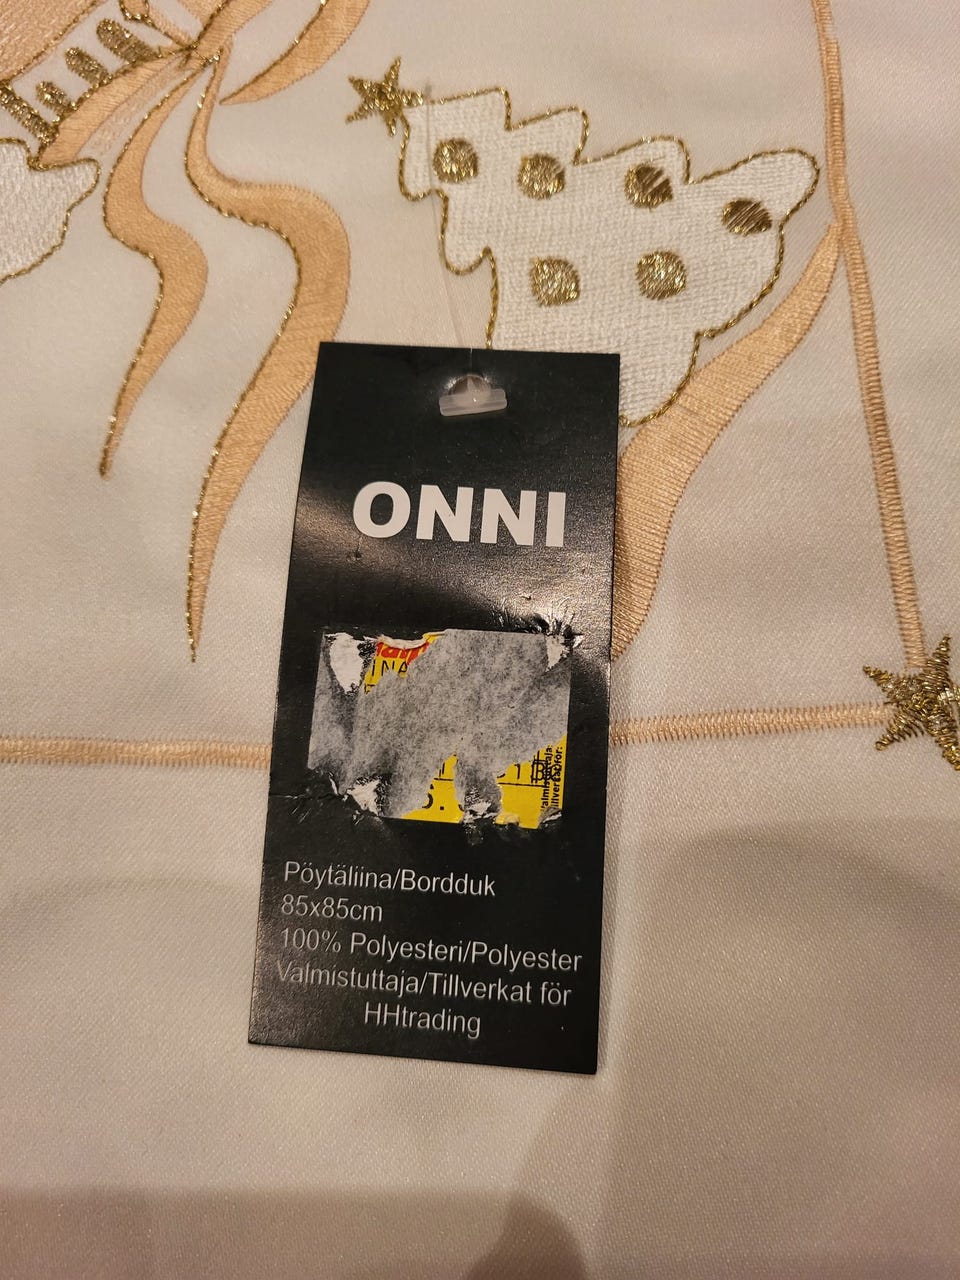 ONNI
Pöytäliina/Bordduk
85x85cm
100% Polyesteri/Polyester
Valmistuttaja/Tillverkat för
HHtrading